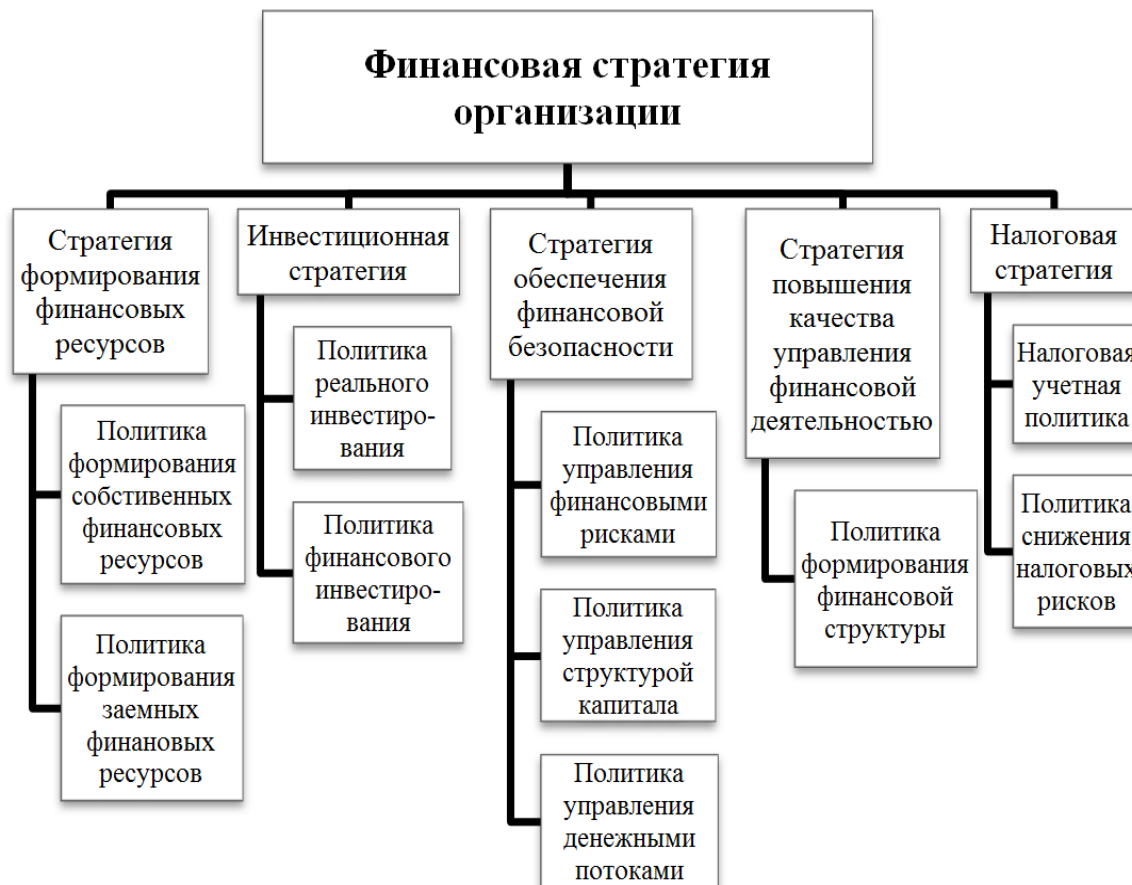 Финансовая стратегия
организации
Стратегия
формирования
финансовых
ресурсов
Политика
формирования
собстивенных
финансовых
ресурсов
Политика
формирования
заемных
финановых
ресурсов
Инвестиционная
стратегия
Политика
реального
инвестиро-
вания
Политика
финансового
инвестиро-
вания
Стратегия
обеспечения
финансовой
безопасности
Политика
управления
финансовыми
рисками
Политика
управления
структурой
капитала
Политика
управления
денежными
потоками
Стратегия
повышения
качества
управления
финансовой
деятельностью
Политика
формирования
финансовой
структуры
Налоговая
стратегия
Налоговая
учетная
политика
Политика
снижения
налоговых
рисков